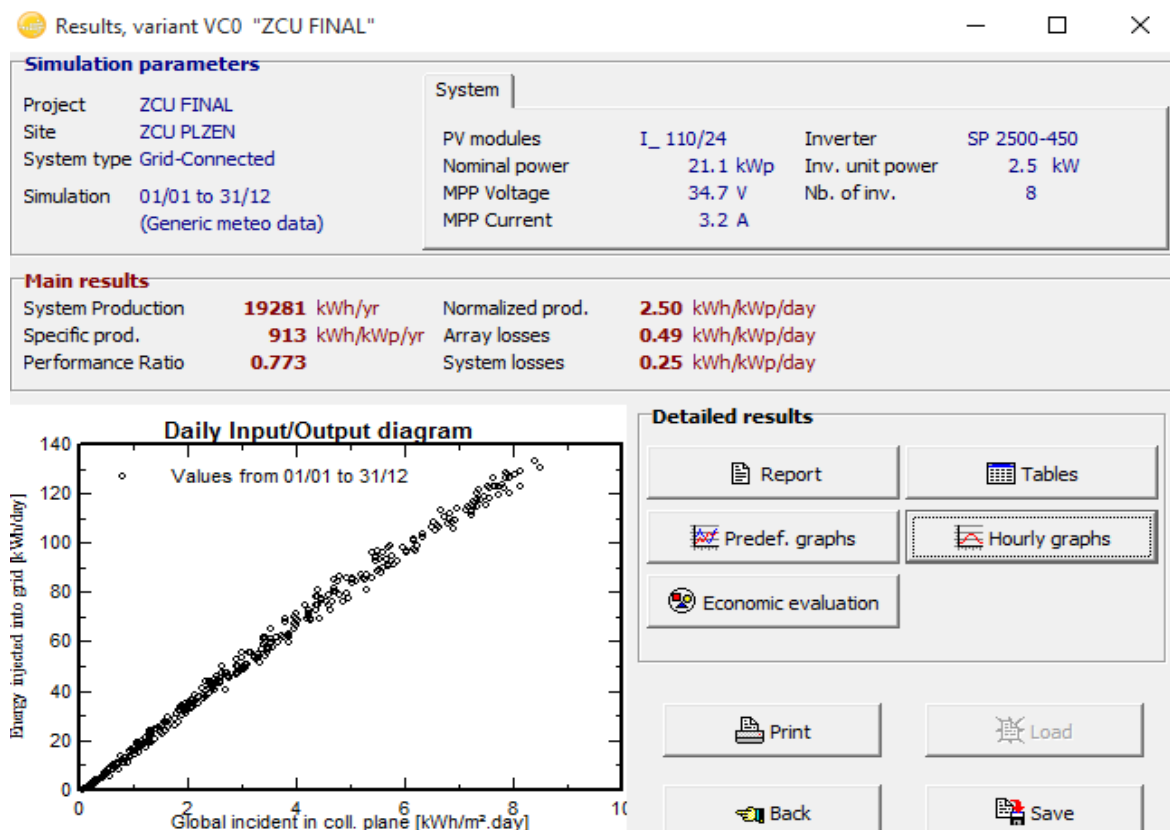 Results, variant VC0 "ZCU FINAL"
Simulation parameters
Project ZCU FINAL
Site ZCU PLZEN
System type Grid-Connected
Simulation 01/01 to 31/12
(Generic meteo data)
System
PV modules I_ 110/24 Inverter SP 2500-450
Nominal power 21.1 kWp Inv. unit power 2.5 kW
MPP Voltage 34.7 V Nb. of inv. 8
MPP Current 3.2 A
Main results
System Production 19281 kWh/yr Normalized prod. 2.50 kWh/kWp/day
Specific prod. 913 kWh/kWp/yr Array losses 0.49 kWh/kWp/day
Performance Ratio 0.773 System losses 0.25 kWh/kWp/day
Daily Input/Output diagram
Values from 01/01 to 31/12
Energy injected into grid [kWh/day]
140
120
100
80
60
40
20
0
0 2 4 6 8 10
Global incident in coll. plane [kWh/m².day]
Detailed results
Report Tables
Predef. graphs Hourly graphs
Economic evaluation
Print Load
Back Save